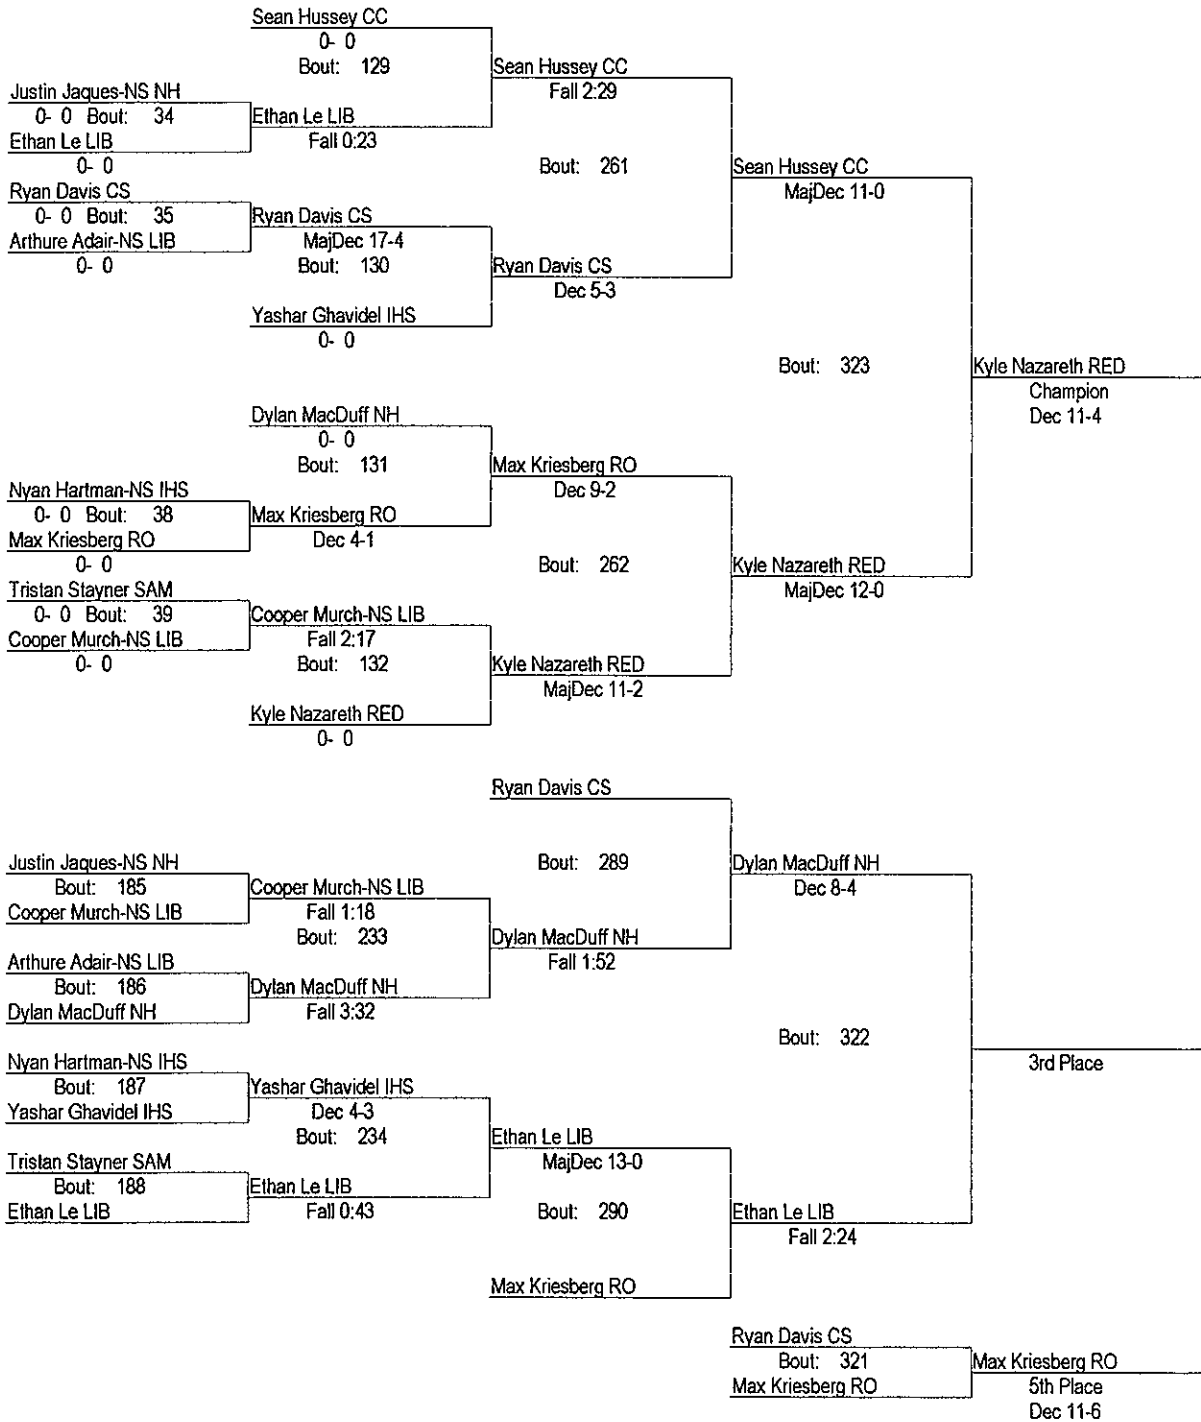 Sean Hussey CC
0- 0
Bout: 129
Sean Hussey CC
Fall 2:29
Justin Jaques-NS NH
0- 0 Bout: 34
Ethan Le LIB
0- 0
Ethan Le LIB
Fall 0:23
Bout: 261
Sean Hussey CC
MajDec 11-0
Ryan Davis CS
0- 0 Bout: 35
Arthure Adair-NS LIB
0- 0
Ryan Davis CS
MajDec 17-4
Bout: 130
Ryan Davis CS
Dec 5-3
Yashar Ghavidel IHS
0- 0
Bout: 323
Kyle Nazareth RED
Champion
Dec 11-4
Dylan MacDuff NH
0- 0
Bout: 131
Max Kriesberg RO
Dec 9-2
Nyan Hartman-NS IHS
0- 0 Bout: 38
Max Kriesberg RO
0- 0
Max Kriesberg RO
Dec 4-1
Bout: 262
Kyle Nazareth RED
MajDec 12-0
Tristan Stayner SAM
0- 0 Bout: 39
Cooper Murch-NS LIB
0- 0
Cooper Murch-NS LIB
Fall 2:17
Bout: 132
Kyle Nazareth RED
MajDec 11-2
Kyle Nazareth RED
0- 0
Ryan Davis CS
Bout: 289
Dylan MacDuff NH
Dec 8-4
Justin Jaques-NS NH
Bout: 185
Cooper Murch-NS LIB
Cooper Murch-NS LIB
Fall 1:18
Bout: 233
Dylan MacDuff NH
Fall 1:52
Arthure Adair-NS LIB
Bout: 186
Dylan MacDuff NH
Dylan MacDuff NH
Fall 3:32
Bout: 322
3rd Place
Nyan Hartman-NS IHS
Bout: 187
Yashar Ghavidel IHS
Yashar Ghavidel IHS
Dec 4-3
Bout: 234
Ethan Le LIB
MajDec 13-0
Tristan Stayner SAM
Bout: 188
Ethan Le LIB
Ethan Le LIB
Fall 0:43
Bout: 290
Ethan Le LIB
Fall 2:24
Max Kriesberg RO
Ryan Davis CS
Bout: 321
Max Kriesberg RO
Max Kriesberg RO
5th Place
Dec 11-6